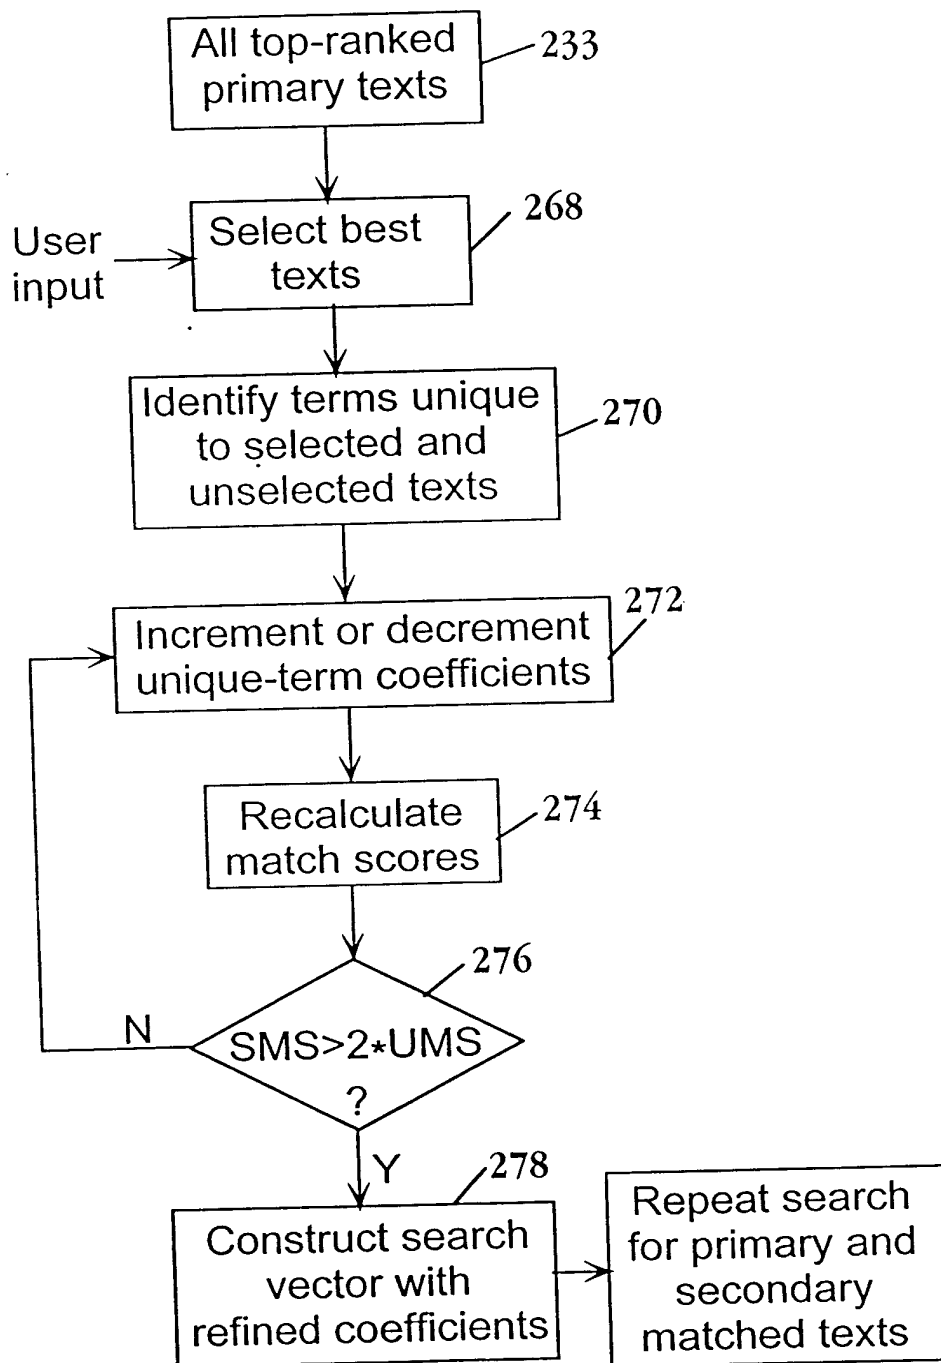 All top-ranked
primary texts
233
Select best
texts
268
User
input
Identify terms unique
to selected and
unselected texts
270
Increment or decrement
unique-term coefficients
272
Recalculate
match scores
274
SMS>2*UMS
?
276
N
Y
Construct search
vector with
refined coefficients
278
Repeat search
for primary and
secondary
matched texts